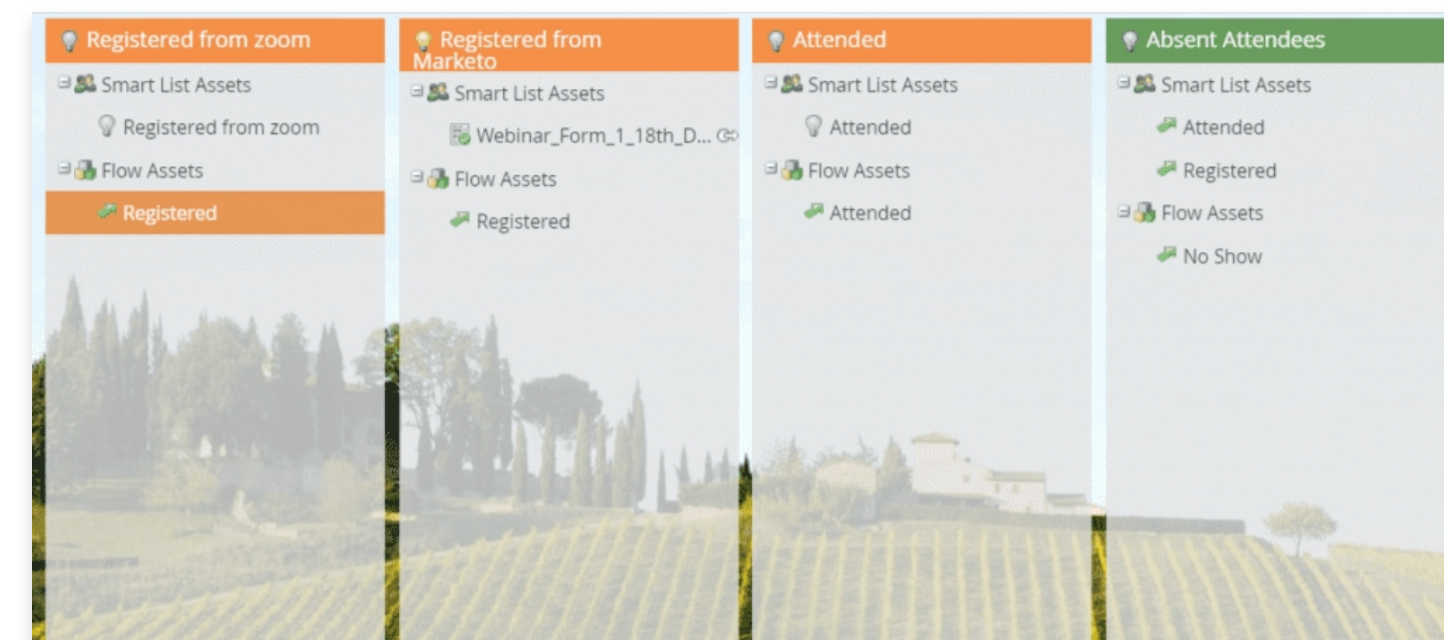 Registered from zoom
Smart List Assets
Registered from zoom
Flow Assets
Registered
Registered from
Marketo
Smart List Assets
Webinar_Form_1_18th_D...
Flow Assets
Registered
Attended
Smart List Assets
Attended
Flow Assets
Attended
Absent Attendees
Smart List Assets
Attended
Registered
Flow Assets
No Show